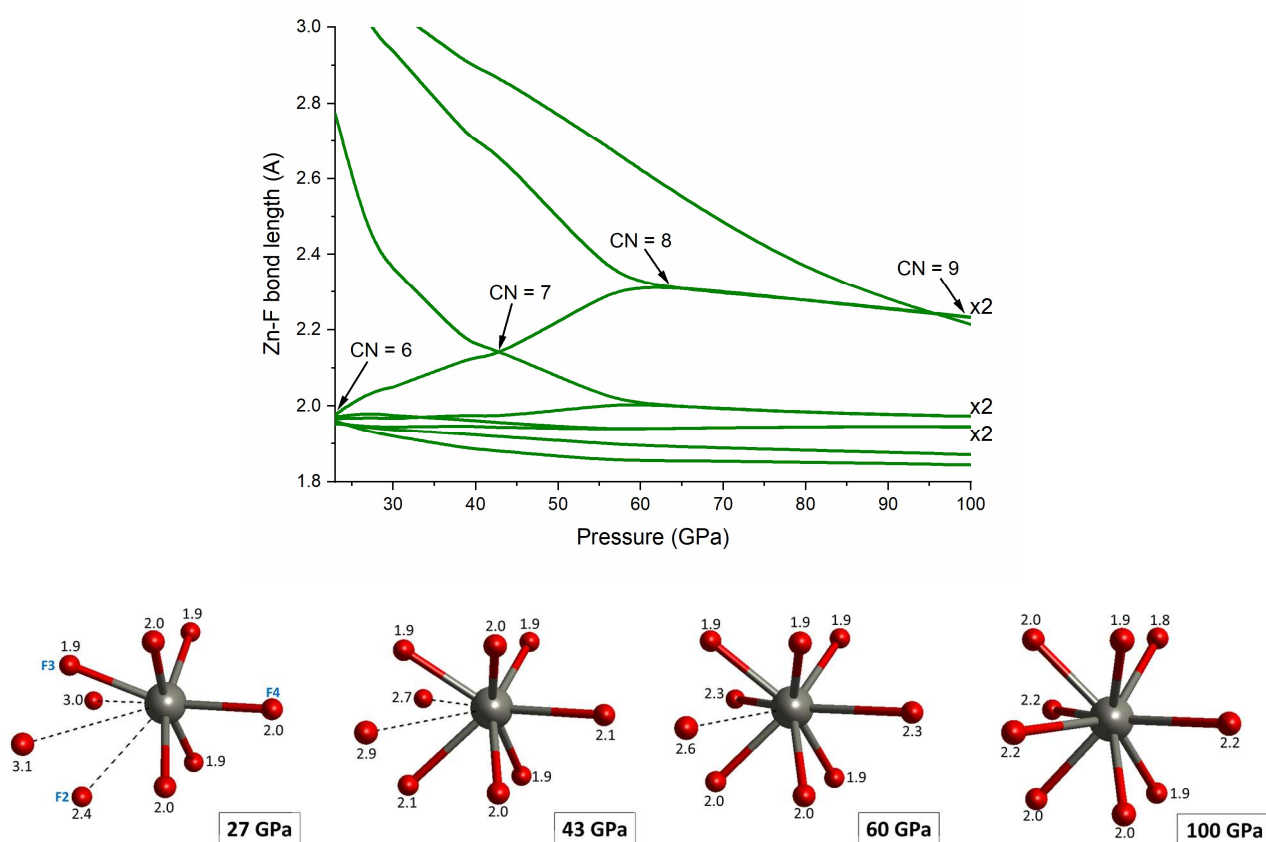 3.0
2.8
2.6
2.4
2.2
2.0
1.8
Zn-F bond length (A)
CN = 6
CN = 7
CN = 8
CN = 9
x2
x2
x2
30 40 50 60 70 80 90 100
Pressure (GPa)
2.0
1.9
1.9
F3
3.0
F4
2.0
3.1
1.9
F2
2.4
2.0
27 GPa
1.9
2.0
1.9
2.7
2.9
2.1
2.1
1.9
2.0
43 GPa
1.9
1.9
1.9
2.3
2.3
2.6
2.0
1.9
2.0
60 GPa
2.0
1.9
1.8
2.2
2.2
2.2
2.0
1.9
2.0
100 GPa